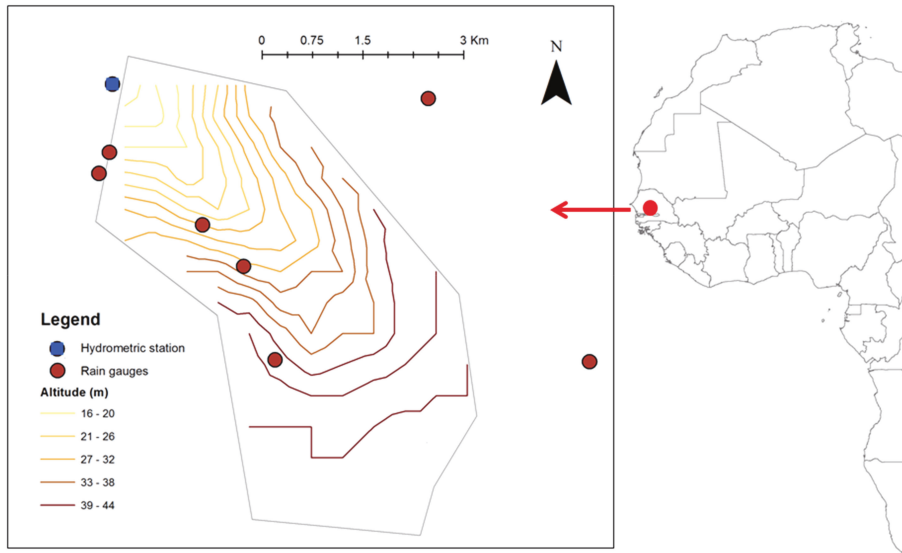 0 0.75 1.5 3 Km
N
Legend
Hydrometric station
Rain gauges
Altitude (m)
16 - 20
21 - 26
27 - 32
33 - 38
39 - 44